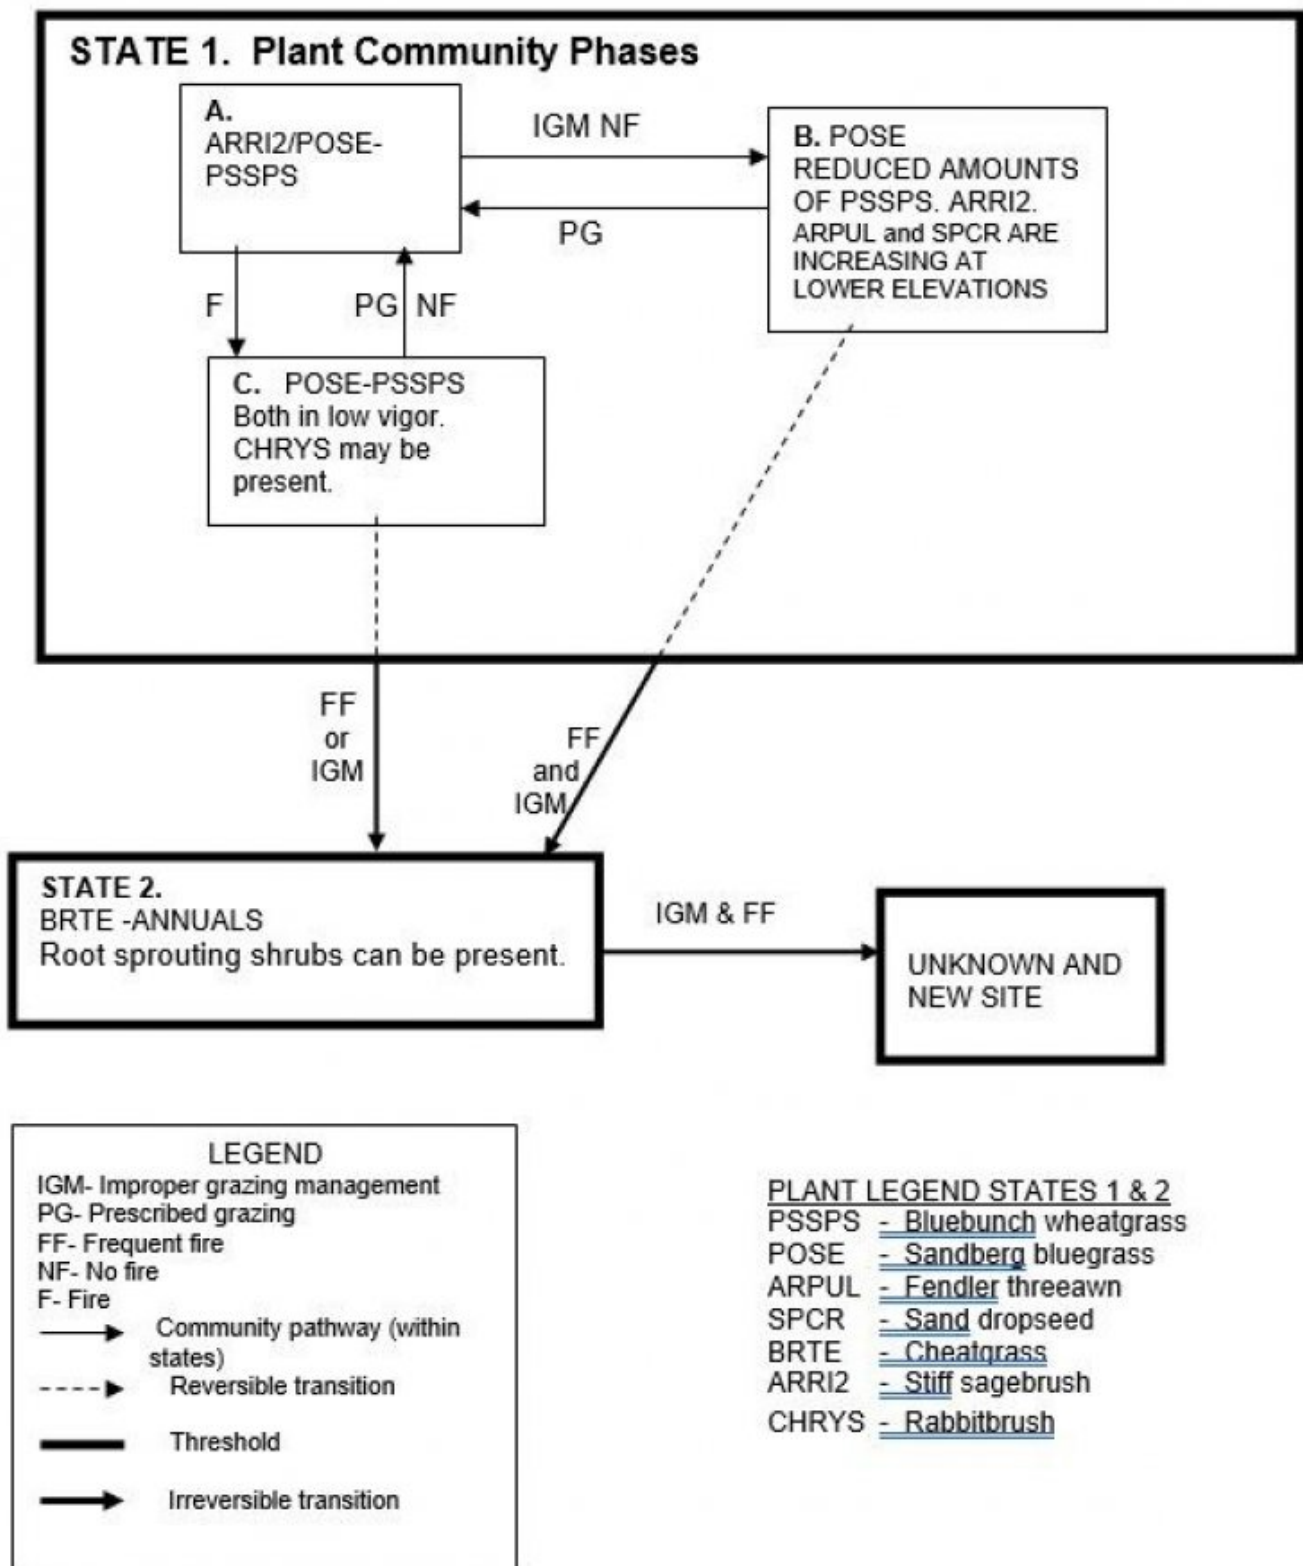 STATE 1. Plant Community Phases
A.
ARRI2/POSE-
PSSPS
IGM NF
B. POSE
REDUCED AMOUNTS
OF PSSPS. ARRI2.
ARPUL and SPCR ARE
INCREASING AT
LOWER ELEVATIONS
PG
F
PG NF
C. POSE-PSSPS
Both in low vigor.
CHRYS may be
present.
FF
or
IGM
FF
and
IGM
STATE 2.
BRTE -ANNUALS
Root sprouting shrubs can be present.
IGM & FF
UNKNOWN AND
NEW SITE
LEGEND
IGM- Improper grazing management
PG- Prescribed grazing
FF- Frequent fire
NF- No fire
F- Fire
Community pathway (within
states)
Reversible transition
Threshold
Irreversible transition
PLANT LEGEND STATES 1 & 2
PSSPS - Bluebunch wheatgrass
POSE - Sandberg bluegrass
ARPUL - Fendler threeawn
SPCR - Sand dropseed
BRTE - Cheatgrass
ARRI2 - Stiff sagebrush
CHRYS - Rabbitbrush